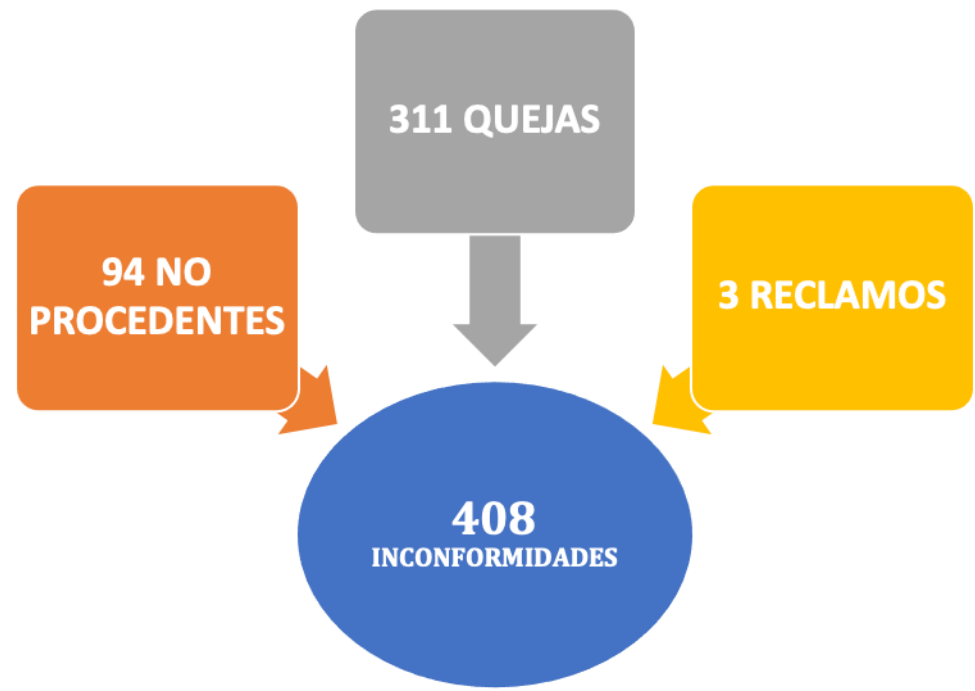 311 QUEJAS
94 NO
PROCEDENTES
3 RECLAMOS
408
INCONFORMIDADES